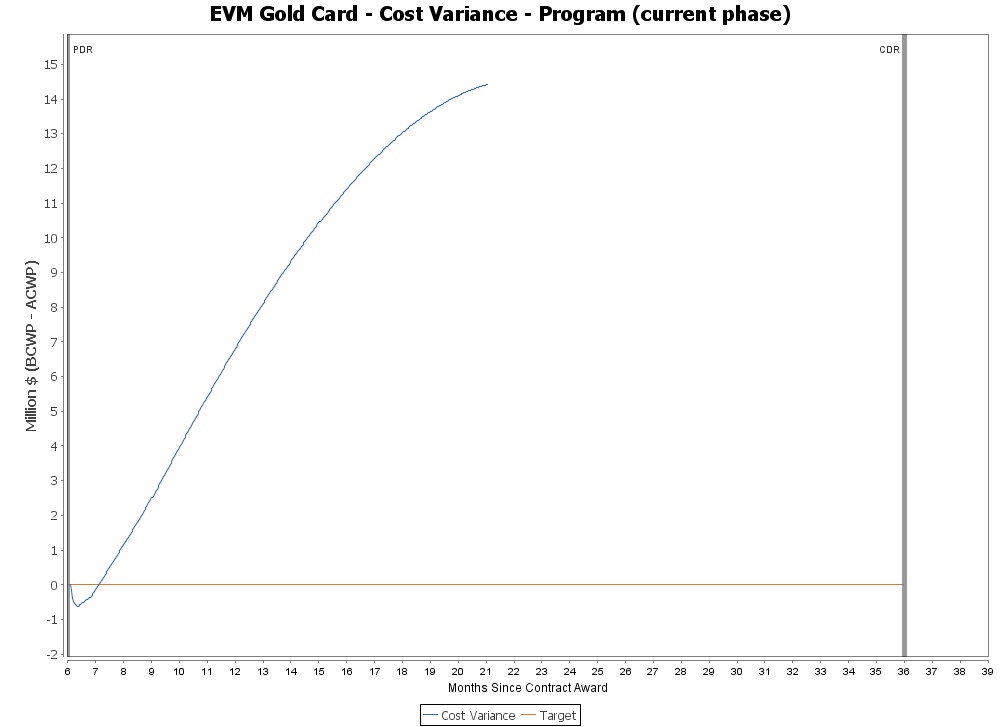 EVM Gold Card - Cost Variance - Program (current phase)
PDR
CDR
15
14
13
12
11
10
9
8
7
6
5
4
3
2
1
0
-1
-2
Million $ (BCWP - ACWP)
6 7 8 9 10 11 12 13 14 15 16 17 18 19 20 21 22 23 24 25 26 27 28 29 30 31 32 33 34 35 36 37 38 39
Months Since Contract Award
Cost Variance Target